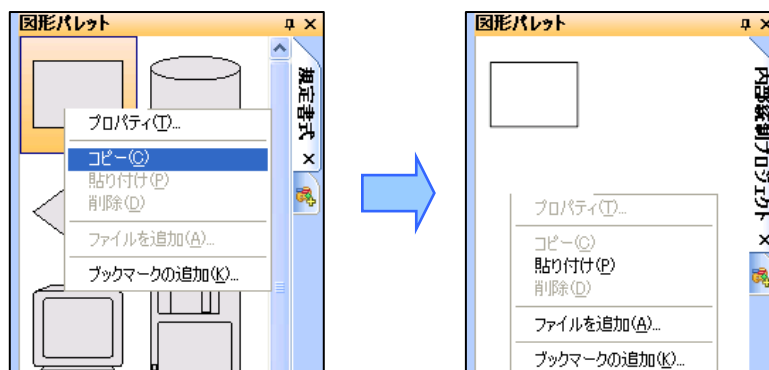 図形パレット
規定書式
プロパティ(T)...
コピー(C)
貼り付け(P)
削除(D)
ファイルを追加(A)...
ブックマークの追加(K)...
図形パレット
内部統制プロジェクト
プロパティ(T)...
コピー(C)
貼り付け(P)
削除(D)
ファイルを追加(A)...
ブックマークの追加(K)...